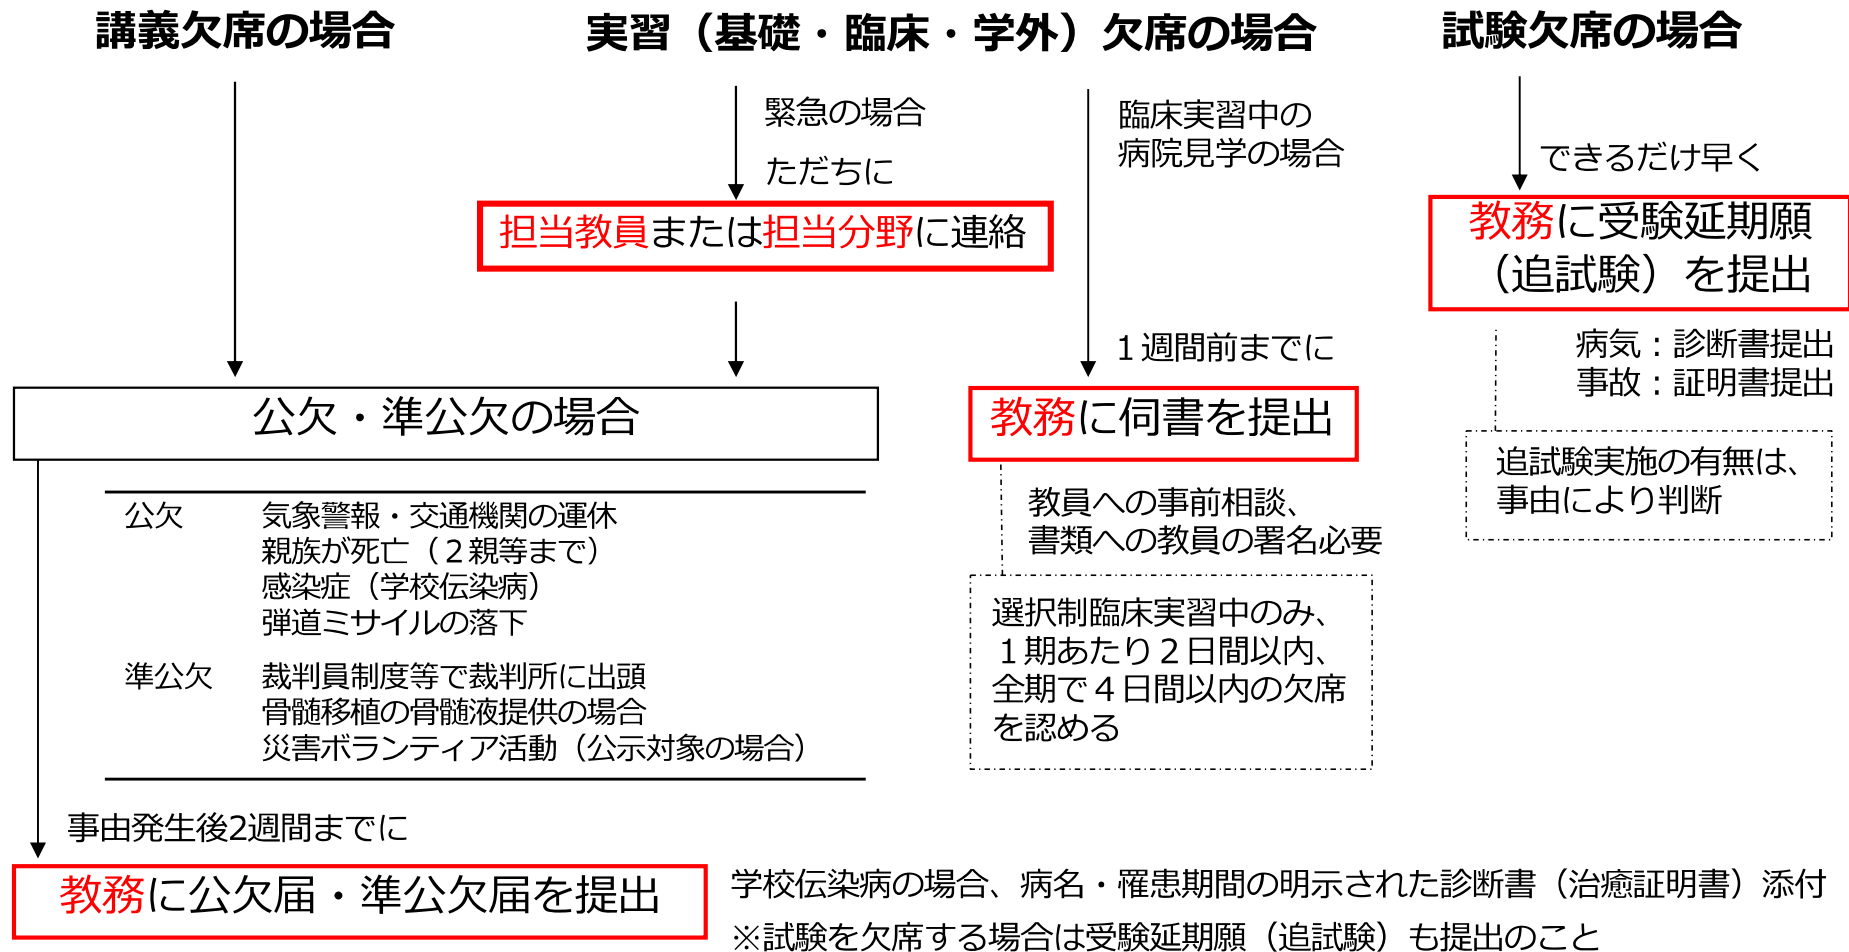 講義欠席の場合
実習（基礎・臨床・学外）欠席の場合
試験欠席の場合
緊急の場合
ただちに
担当教員または担当分野に連絡
臨床実習中の
病院見学の場合
１週間前までに
できるだけ早く
教務に受験延期願
（追試験）を提出
病気：診断書提出
事故：証明書提出
追試験実施の有無は、
事由により判断
公欠・準公欠の場合
教務に伺書を提出
教員への事前相談、
書類への教員の署名必要
選択制臨床実習中のみ、
１期あたり２日間以内、
全期で４日間以内の欠席
を認める
公欠 気象警報・交通機関の運休
親族が死亡（２親等まで）
感染症（学校伝染病）
弾道ミサイルの落下
準公欠 裁判員制度等で裁判所に出頭
骨髄移植の骨髄液提供の場合
災害ボランティア活動（公示対象の場合）
事由発生後2週間までに
教務に公欠届・準公欠届を提出
学校伝染病の場合、病名・罹患期間の明示された診断書（治癒証明書）添付
※試験を欠席する場合は受験延期願（追試験）も提出のこと